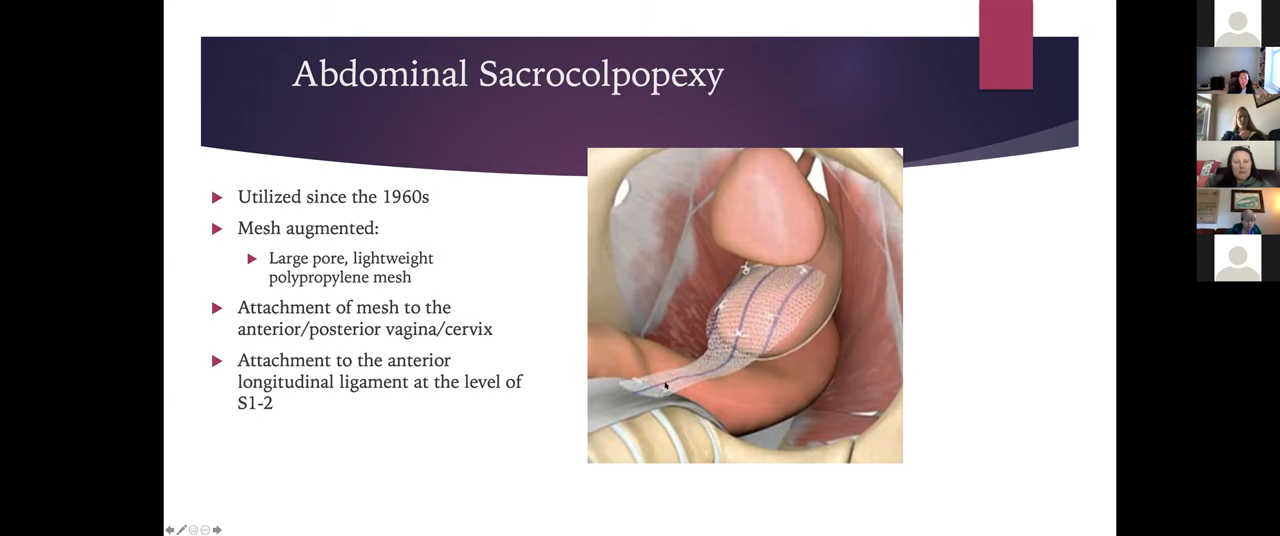 Abdominal Sacrocolpopexy
Utilized since the 1960s
Mesh augmented:
Large pore, lightweight
polypropylene mesh
Attachment of mesh to the
anterior/posterior vagina/cervix
Attachment to the anterior
longitudinal ligament at the level of
S1-2